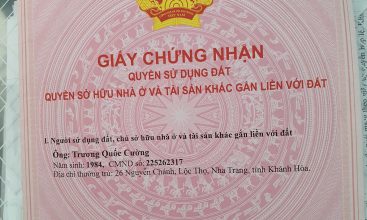 GIẤY CHỨNG NHẬN
QUYỀN SỬ DỤNG ĐẤT
QUYỀN SỞ HỮU NHÀ Ở VÀ TÀI SẢN KHÁC GẮN LIỀN VỚI ĐẤT
I. Người sử dụng đất, chủ sở hữu nhà ở và tài sản khác gắn liền với đất
Ông: Trương Quốc Cường
Năm sinh: 1984, CMND số: 225262317
Địa chỉ thường trú: 26 Nguyễn Chánh, Lộc Thọ, Nha Trang, tỉnh Khánh Hòa.